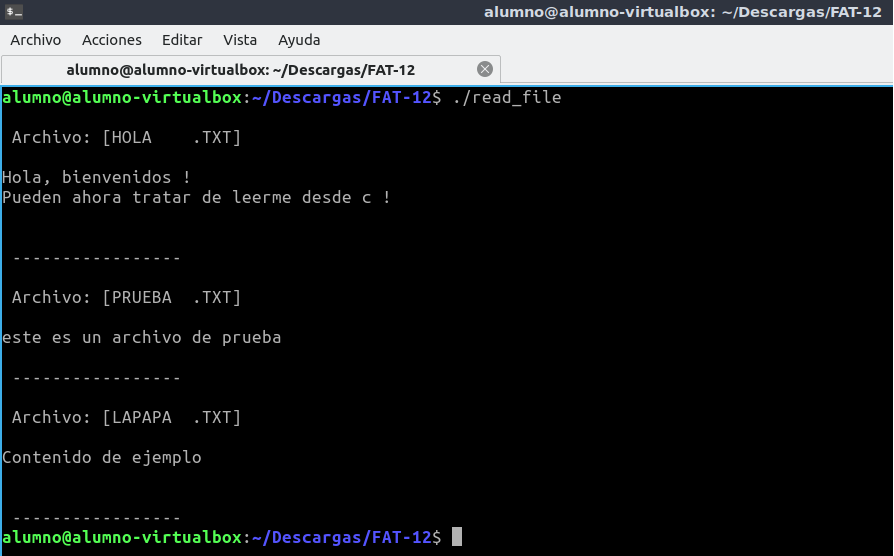 alumno@alumno-virtualbox: ~/Descargas/FAT-12
Archivo Acciones Editar Vista Ayuda
alumno@alumno-virtualbox: ~/Descargas/FAT-12
alumno@alumno-virtualbox:~/Descargas/FAT-12$ ./read_file
Archivo: [HOLA    .TXT]
Hola, bienvenidos !
Pueden ahora tratar de leerme desde c !
-----------------
Archivo: [PRUEBA  .TXT]
este es un archivo de prueba
-----------------
Archivo: [LAPAPA  .TXT]
Contenido de ejemplo
-----------------
alumno@alumno-virtualbox:~/Descargas/FAT-12$